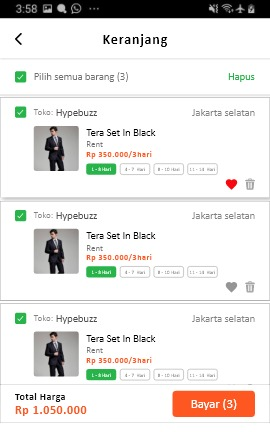 3:58
Keranjang
Pilih semua barang (3) Hapus
Toko: Hypebuzz Jakarta selatan
Tera Set In Black
Rent
Rp 350.000/3hari
1 - 3 Hari 4 - 7 Hari 8 - 10 Hari 11 - 14 Hari
Toko: Hypebuzz Jakarta selatan
Tera Set In Black
Rent
Rp 350.000/3hari
1 - 3 Hari 4 - 7 Hari 8 - 10 Hari 11 - 14 Hari
Toko: Hypebuzz Jakarta selatan
Tera Set In Black
Rent
Rp 350.000/3hari
1 - 3 Hari 4 - 7 Hari 8 - 10 Hari 11 - 14 Hari
Total Harga
Rp 1.050.000 Bayar (3)